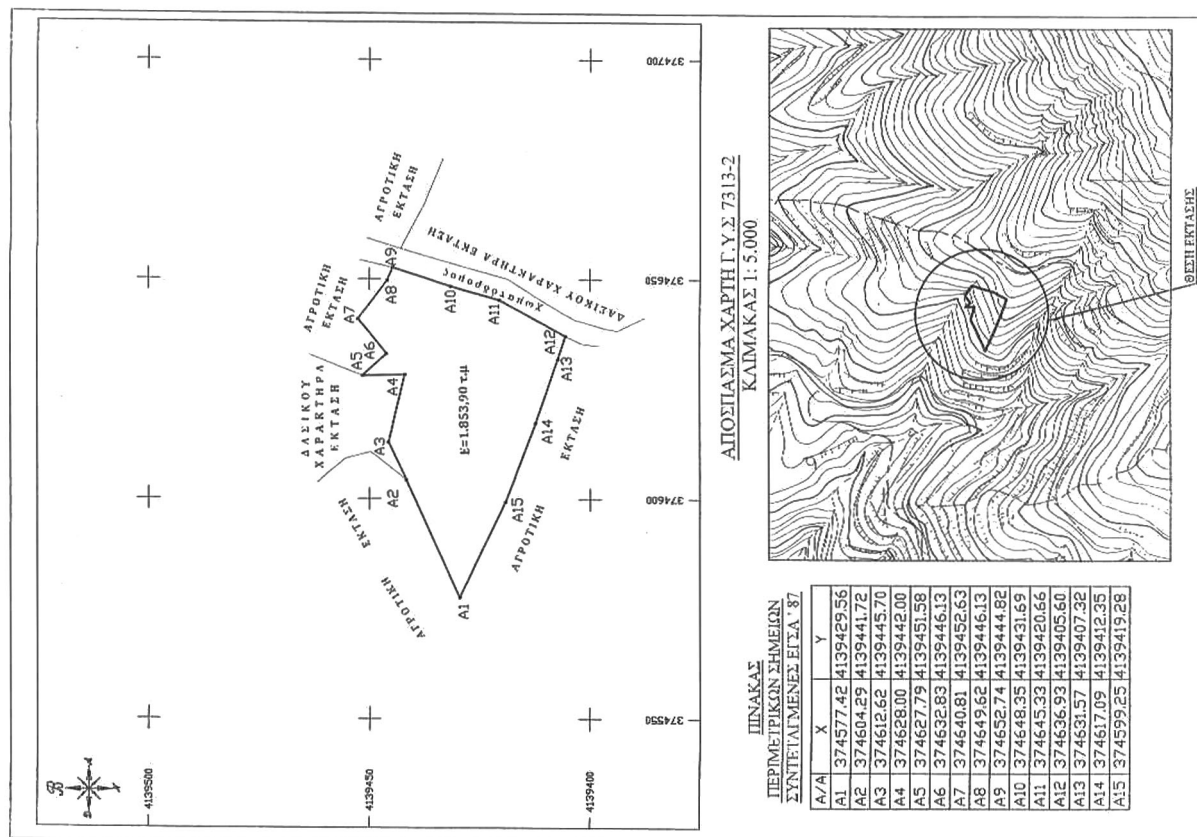 Β
4139500
4139450
4139400
374550
374600
374650
374700
ΑΓΡΟΤΙΚΗ
ΕΚΤΑΣΗ
ΔΑΣΙΚΟΥ
ΧΑΡΑΚΤΗΡΑ
ΕΚΤΑΣΗ
ΑΓΡΟΤΙΚΗ
ΕΚΤΑΣΗ
ΑΓΡΟΤΙΚΗ
ΕΚΤΑΣΗ
ΔΑΣΙΚΟΥ ΧΑΡΑΚΤΗΡΑ ΕΚΤΑΣΗ
Χωματόδρομος
ΑΓΡΟΤΙΚΗ
ΕΚΤΑΣΗ
Ε=1.853,90 τ.μ
A1
A2
A3
A4
A5
A6
A7
A8
A9
A10
A11
A12
A13
A14
A15
ΠΙΝΑΚΑΣ
ΠΕΡΙΜΕΤΡΙΚΩΝ ΣΗΜΕΙΩΝ
ΣΥΝΤΕΤΑΓΜΕΝΕΣ ΕΓΣΑ ' 87
A/A X Y
A1 374577.42 4139429.56
A2 374604.29 4139441.72
A3 374612.62 4139445.70
A4 374628.00 4139442.00
A5 374627.79 4139451.58
A6 374632.83 4139446.13
A7 374640.81 4139452.63
A8 374649.62 4139446.13
A9 374652.74 4139444.82
A10 374648.35 4139431.69
A11 374645.33 4139420.66
A12 374636.93 4139405.60
A13 374631.57 4139407.32
A14 374617.09 4139412.35
A15 374599.25 4139419.28
ΑΠΟΣΠΑΣΜΑ ΧΑΡΤΗ Γ.Υ.Σ 7313-2
ΚΛΙΜΑΚΑΣ 1: 5.000
ΘΕΣΗ ΕΚΤΑΣΗΣ